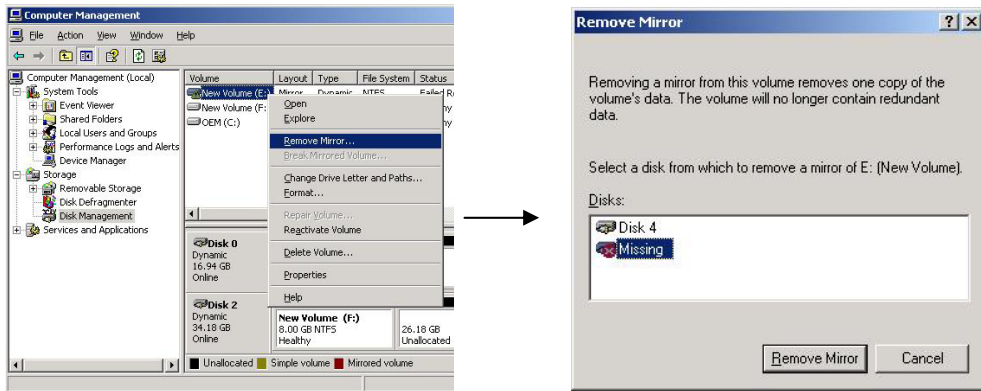 Computer Management
File Action View Window Help
Computer Management (Local)
System Tools
Event Viewer
Shared Folders
Local Users and Groups
Performance Logs and Alerts
Device Manager
Storage
Removable Storage
Disk Defragmenter
Disk Management
Services and Applications
Volume Layout Type File System Status
New Volume (E:) Mirror Dynamic NTFS Failed
New Volume (F:
OEM (C:)
Open
Explore
Remove Mirror...
Break Mirrored Volume...
Change Drive Letter and Paths...
Format...
Repair Volume...
Reactivate Volume
Delete Volume...
Properties
Help
Disk 0
Dynamic
16.94 GB
Online
Disk 2
Dynamic
34.18 GB
Online
New Volume (F:)
8.00 GB NTFS
Healthy
26.18 GB
Unallocated
Unallocated Simple volume Mirrored volume
Remove Mirror
Removing a mirror from this volume removes one copy of the
volume's data. The volume will no longer contain redundant
data.
Select a disk from which to remove a mirror of E: (New Volume).
Disks:
Disk 4
Missing
Remove Mirror Cancel